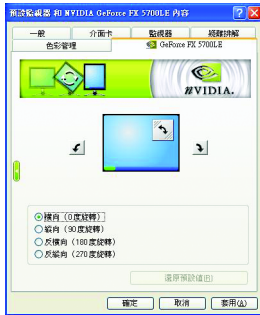 預設監視器 和 NVIDIA GeForce FX 5700LE 內容
一般 介面卡 監視器 疑難排解
色彩管理 GeForce FX 5700LE
NVIDIA.
橫向 (0度旋轉)
縱向 (90度旋轉)
反橫向 (180度旋轉)
反縱向 (270度旋轉)
還原預設值(R)
確定 取消 套用(A)